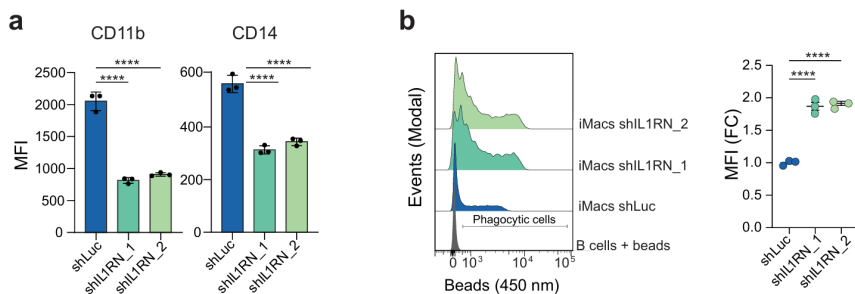 a
CD11b
CD14
****
****
****
****
MFI
2500
2000
1500
1000
500
0
600
400
200
0
shLuc
shIL1RN_1
shIL1RN_2
shLuc
shIL1RN_1
shIL1RN_2
b
Events (Modal)
iMacs shIL1RN_2
iMacs shIL1RN_1
iMacs shLuc
Phagocytic cells
B cells + beads
0 10³ 10⁴ 10⁵
Beads (450 nm)
****
****
MFI (FC)
2.5
2.0
1.5
1.0
0.5
0.0
shLuc
shIL1RN_1
shIL1RN_2